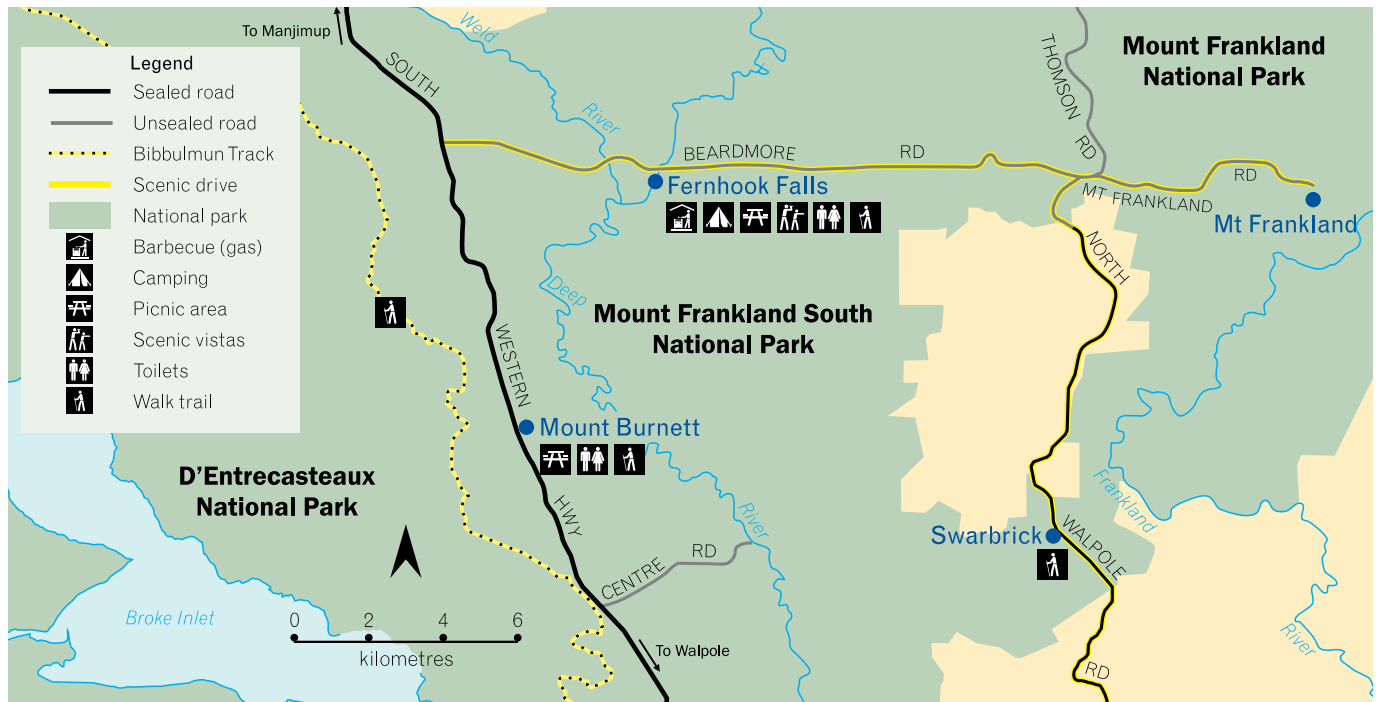 To Manjimup
Legend
Sealed road
Unsealed road
Bibbulmun Track
Scenic drive
National park
Barbecue (gas)
Camping
Picnic area
Scenic vistas
Toilets
Walk trail
SOUTH
WESTERN
HWY
Weld
River
BEARDMORE
RD
THOMSON
RD
Mount Frankland
National Park
Fernhook Falls
MT FRANKLAND
RD
Mt Frankland
NORTH
Deep
Mount Frankland South
National Park
Mount Burnett
D'Entrecasteaux
National Park
River
Frankland
Swarbrick
WALPOLE
CENTRE
RD
Broke Inlet
0 2 4 6
kilometres
To Walpole
River
RD